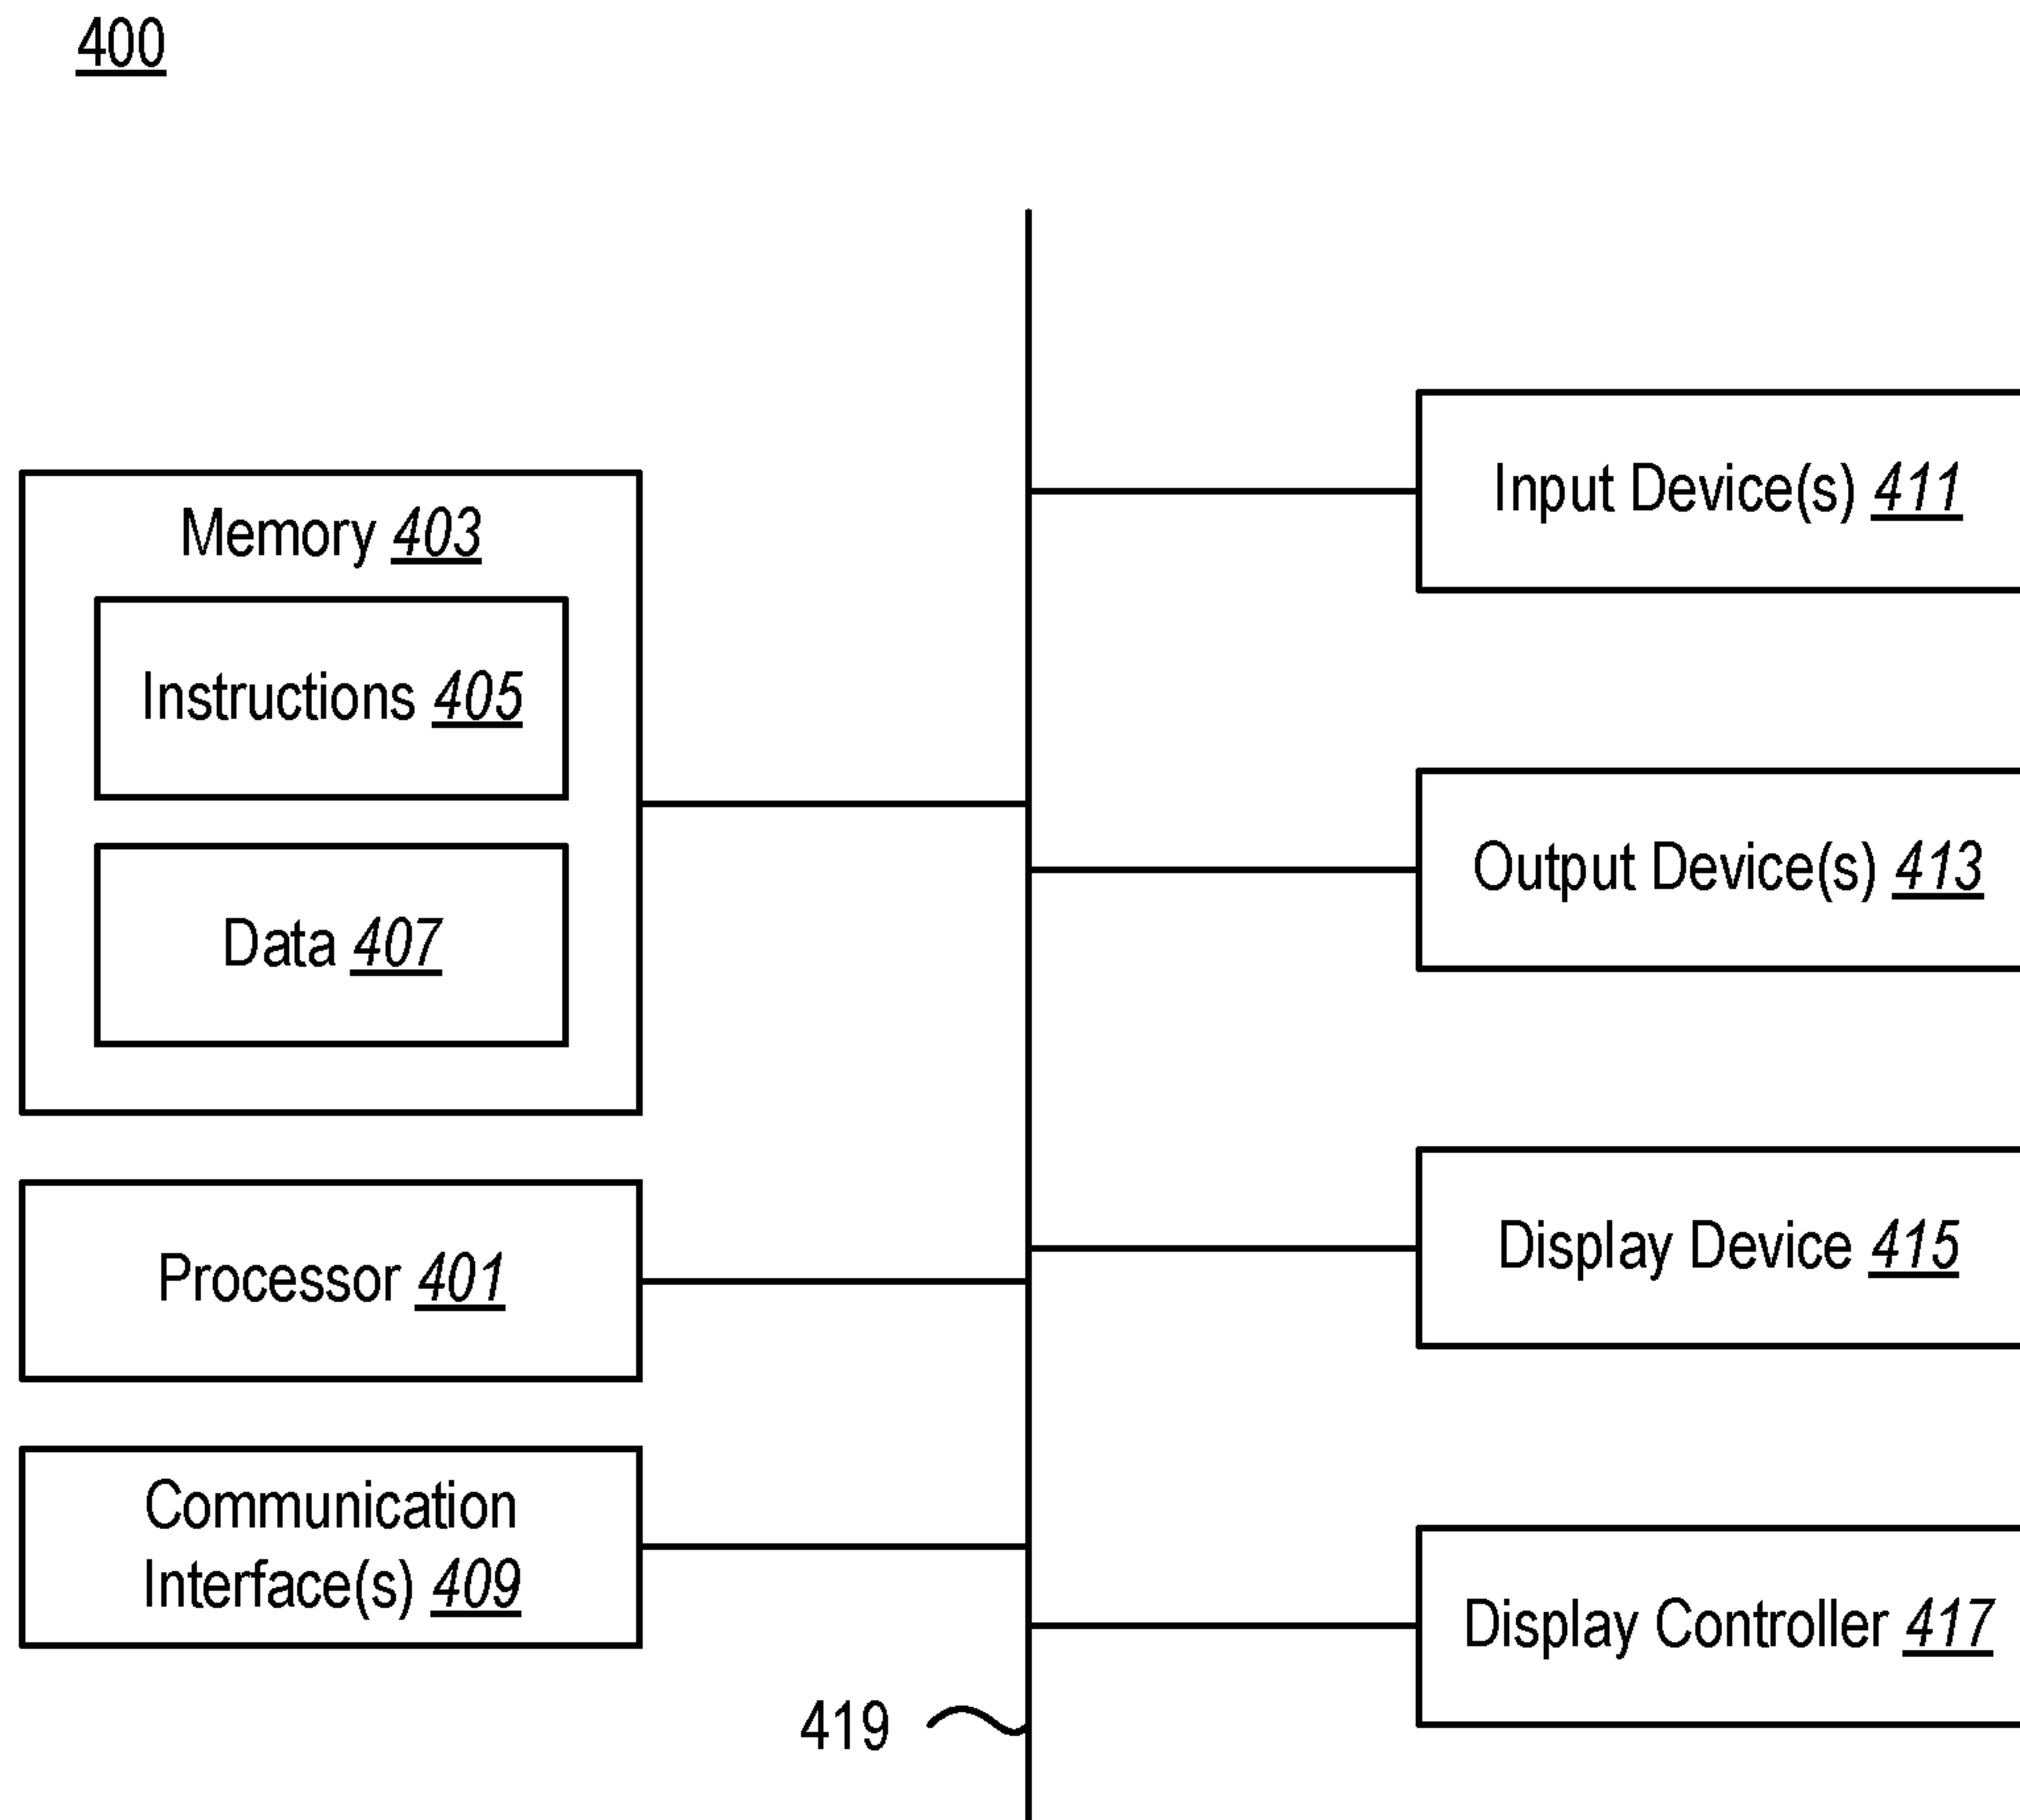 400
Memory 403
Instructions 405
Data 407
Processor 401
Communication
Interface(s) 409
Input Device(s) 411
Output Device(s) 413
Display Device 415
Display Controller 417
419